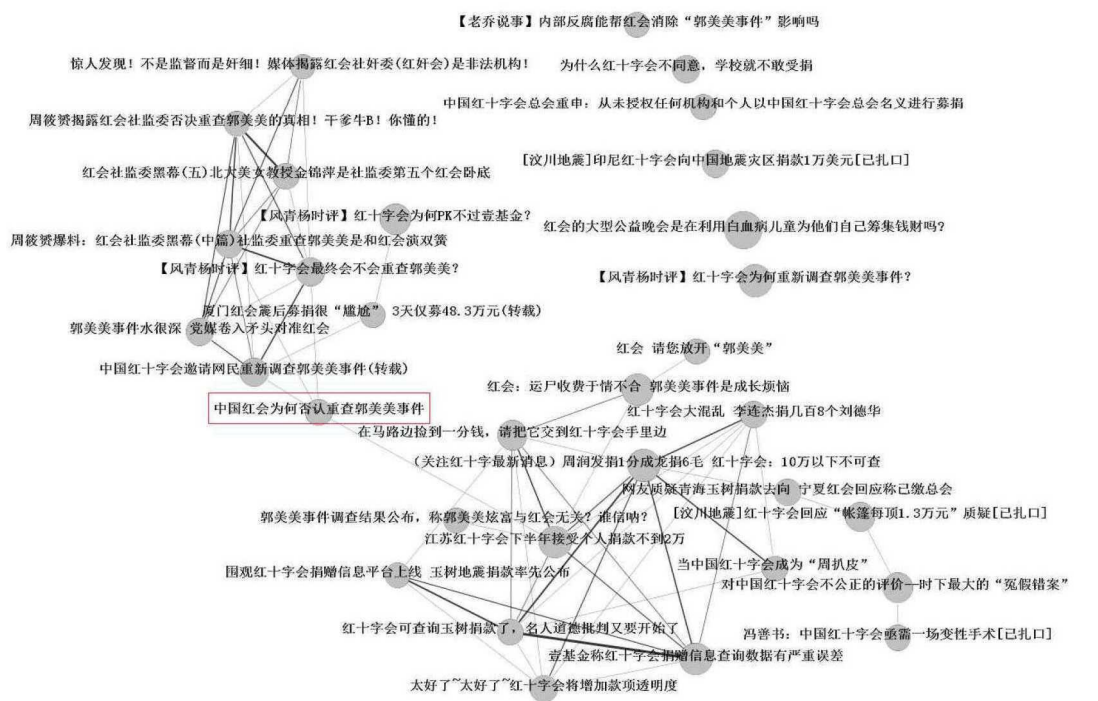 【老乔说事】内部反腐能帮红会消除“郭美美事件”影响吗
惊人发现！不是监督而是奸细！媒体揭露红会社奸委(红奸会)是非法机构！
为什么红十字会不同意，学校就不敢受捐
中国红十字会总会重申：从未授权任何机构和个人以中国红十字会总会名义进行募捐
周筱赟揭露红会社监委否决重查郭美美的真相！干爹牛B！你懂的！
[汶川地震]印尼红十字会向中国地震灾区捐款1万美元[已扎口]
红会社监委黑幕(五)北大美女教授金锦萍是社监委第五个红会卧底
【风青杨时评】红十字会为何PK不过壹基金？
红会的大型公益晚会是在利用白血病儿童为他们自己筹集钱财吗？
周筱赟爆料：红会社监委黑幕(中篇)社监委重查郭美美是和红会演双簧
【风青杨时评】红十字会最终会不会重查郭美美？
【风青杨时评】红十字会为何重新调查郭美美事件？
厦门红会震后募捐很“尴尬” 3天仅募48.3万元(转载)
郭美美事件水很深 党媒卷入矛头对准红会
红会 请您放开“郭美美”
中国红十字会邀请网民重新调查郭美美事件(转载)
红会：运尸收费于情不合 郭美美事件是成长烦恼
中国红会为何否认重查郭美美事件
红十字会大混乱 李连杰捐几百8个刘德华
在马路边捡到一分钱，请把它交到红十字会手里边
(关注红十字最新消息）周润发捐1分成龙捐6毛 红十字会：10万以下不可查
网友质疑青海玉树捐款去向 宁夏红会回应称已缴总会
郭美美事件调查结果公布，称郭美美炫富与红会无关？谁信呐？
[汶川地震]红十字会回应“帐篷每顶1.3万元”质疑[已扎口]
江苏红十字会下半年接受个人捐款不到2万
当中国红十字会成为“周扒皮”
围观红十字会捐赠信息平台上线 玉树地震捐款率先公布
对中国红十字会不公正的评价—时下最大的“冤假错案”
红十字会可查询玉树捐款了，名人道德批判又要开始了
冯善书：中国红十字会亟需一场变性手术[已扎口]
壹基金称红十字会捐赠信息查询数据有严重误差
太好了~太好了~红十字会将增加款项透明度